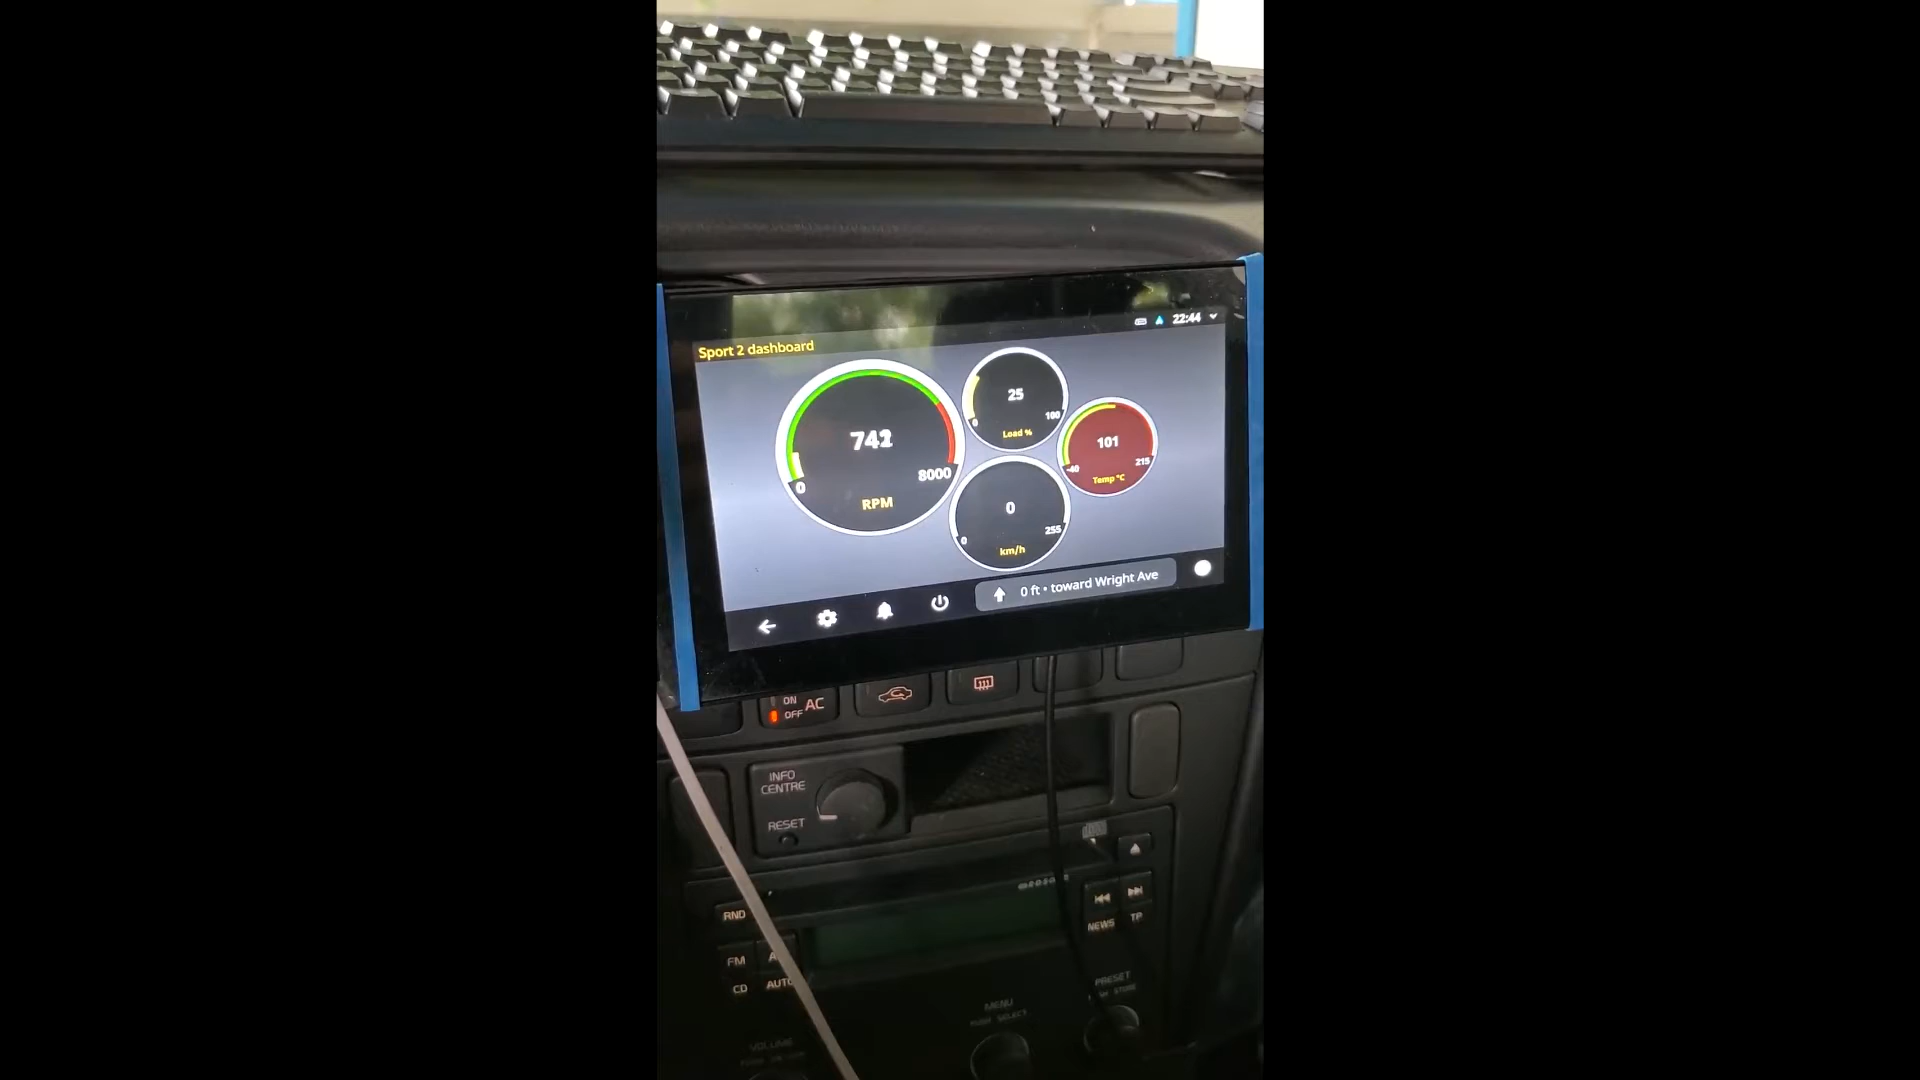 22:44
Sport 2 dashboard
0
8000
RPM
25
0
100
Load %
101
-40
215
Temp °C
0
0
255
km/h
0 ft • toward Wright Ave
ON
OFF
AC
INFO
CENTRE
RESET
RND
NEWS
TP
FM
CD
AUTO
PRESET
MENU
VOLUME